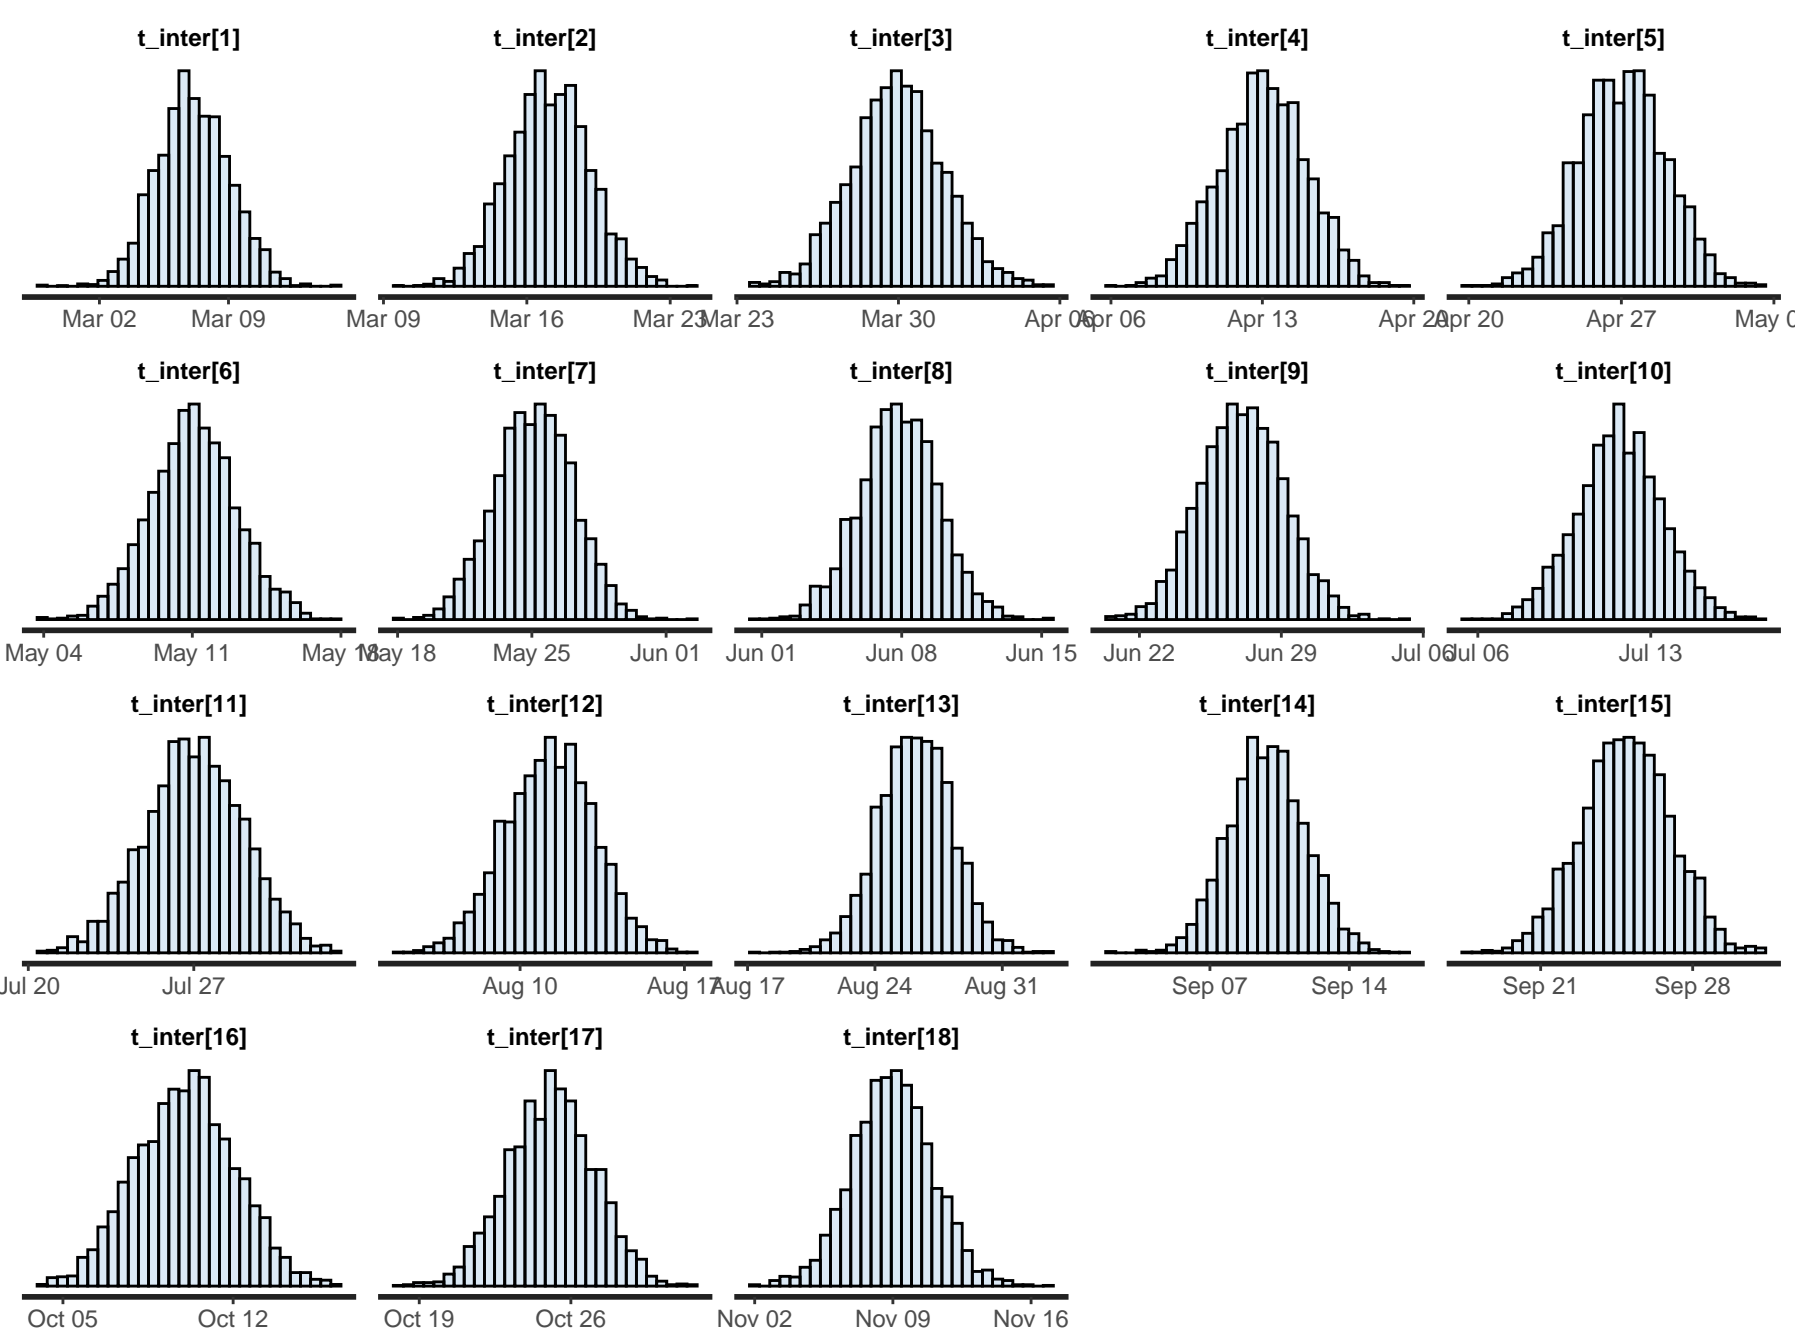 t_inter[1] t_inter[2] t_inter[3] t_inter[4] t_inter[5]
Mar 02 Mar 09 Mar 09 Mar 16 Mar 23 Mar 23 Mar 30 Apr 06 Apr 06 Apr 13 Apr 20 Apr 20 Apr 27 May 0
t_inter[6] t_inter[7] t_inter[8] t_inter[9] t_inter[10]
May 04 May 11 May 18 May 18 May 25 Jun 01 Jun 01 Jun 08 Jun 15 Jun 22 Jun 29 Jul 06 Jul 06 Jul 13
t_inter[11] t_inter[12] t_inter[13] t_inter[14] t_inter[15]
Jul 20 Jul 27 Aug 10 Aug 17 Aug 17 Aug 24 Aug 31 Sep 07 Sep 14 Sep 21 Sep 28
t_inter[16] t_inter[17] t_inter[18]
Oct 05 Oct 12 Oct 19 Oct 26 Nov 02 Nov 09 Nov 16